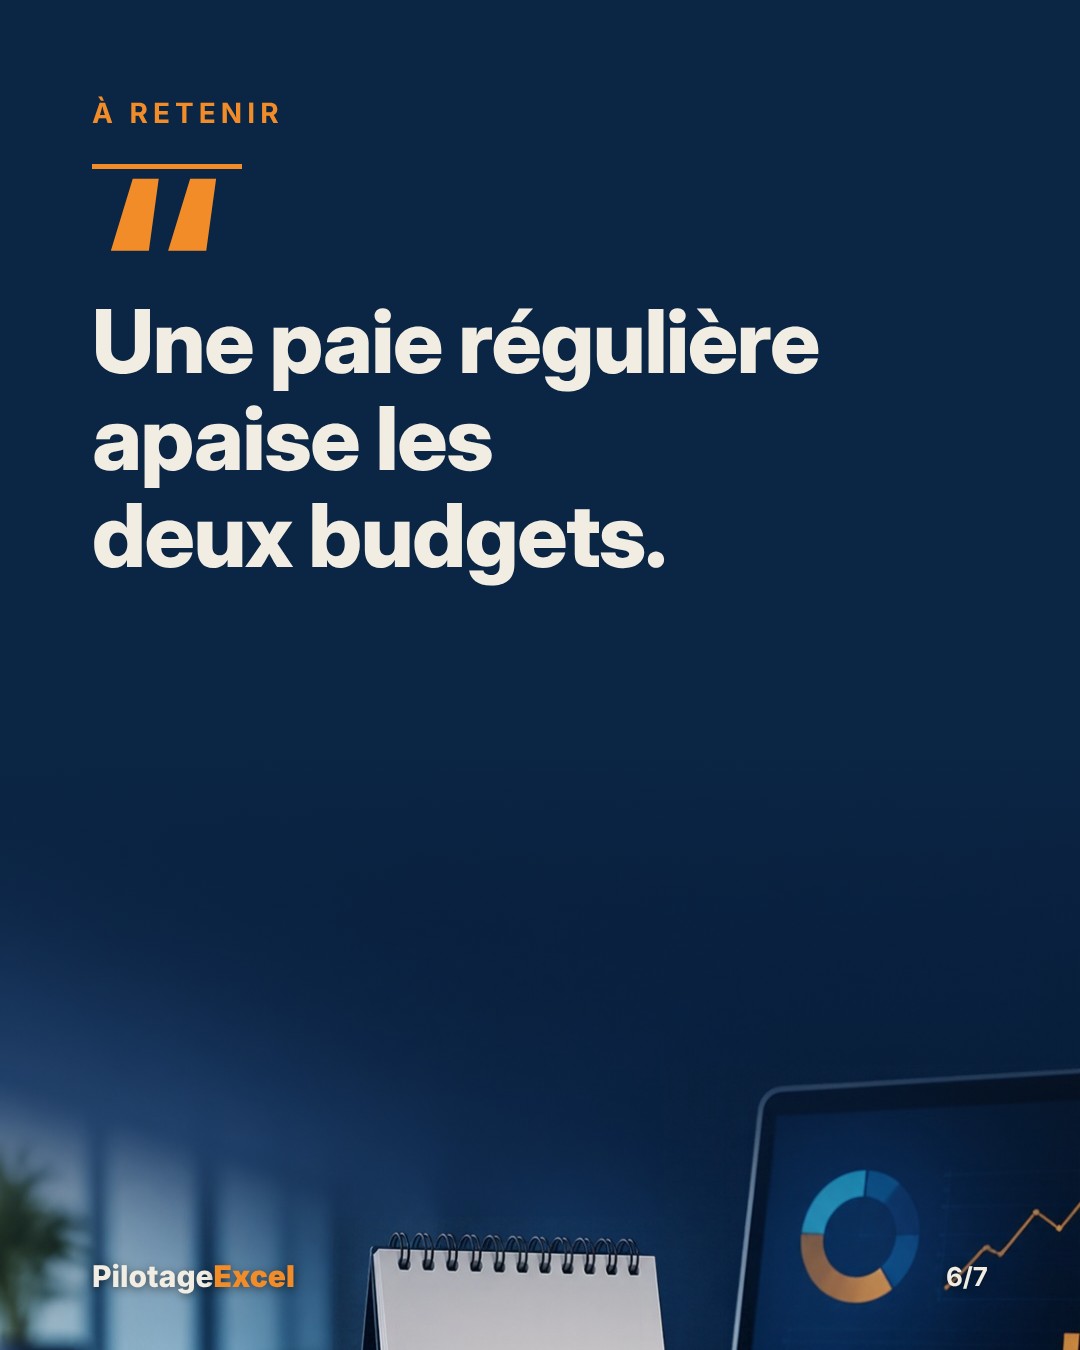 À RETENIR
"
Une paie régulière
apaise les
deux budgets.
PilotageExcel
6/7